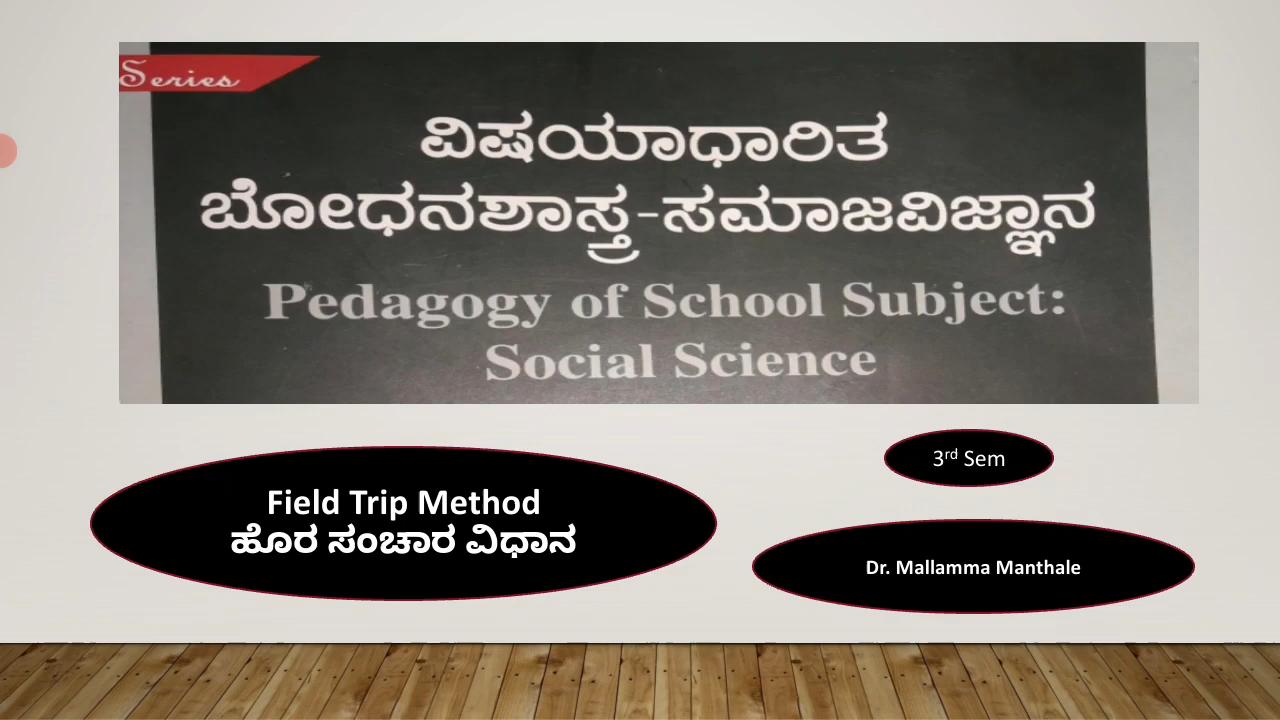 Series
ವಿಷಯಾಧಾರಿತ
ಬೋಧನಶಾಸ್ತ್ರ-ಸಮಾಜವಿಜ್ಞಾನ
Pedagogy of School Subject:
Social Science
3rd Sem
Field Trip Method
ಹೊರ ಸಂಚಾರ ವಿಧಾನ
Dr. Mallamma Manthale